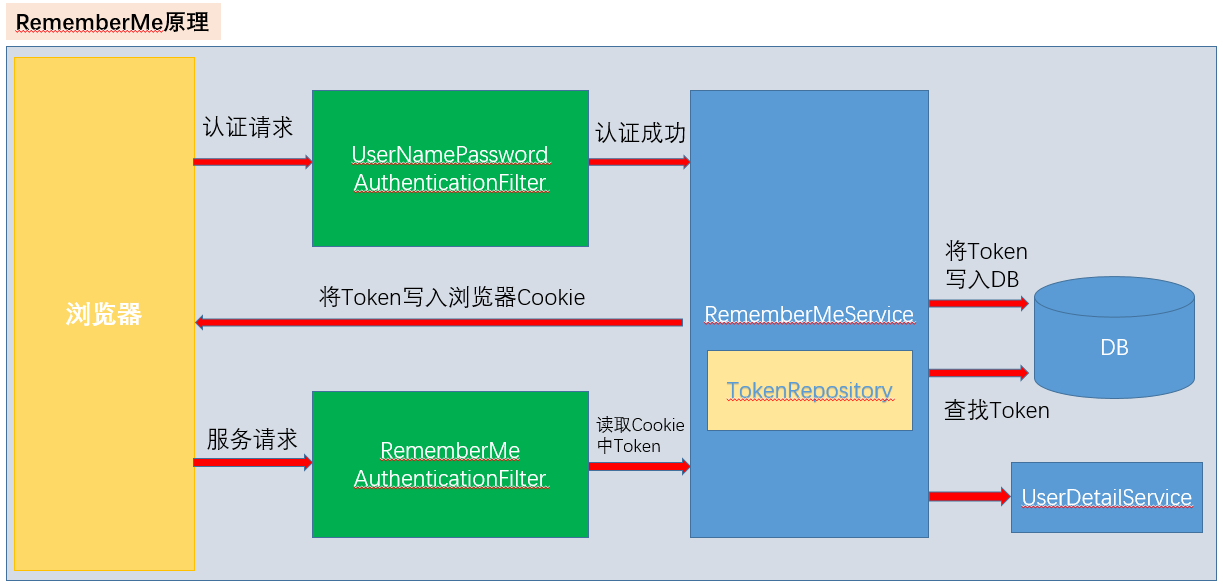 RememberMe原理
认证请求
UserNamePassword
AuthenticationFilter
认证成功
将Token
写入DB
将Token写入浏览器Cookie
浏览器
RememberMeService
DB
TokenRepository
查找Token
服务请求
RememberMe
AuthenticationFilter
读取Cookie
中Token
UserDetailService